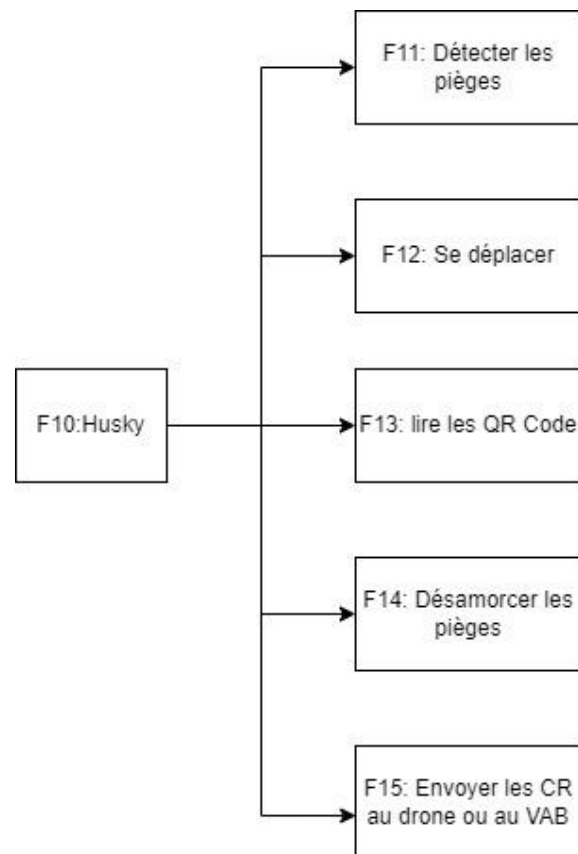 F11: Détecter les
pièges
F12: Se déplacer
F10:Husky
F13: lire les QR Code
F14: Désamorcer les
pièges
F15: Envoyer les CR
au drone ou au VAB